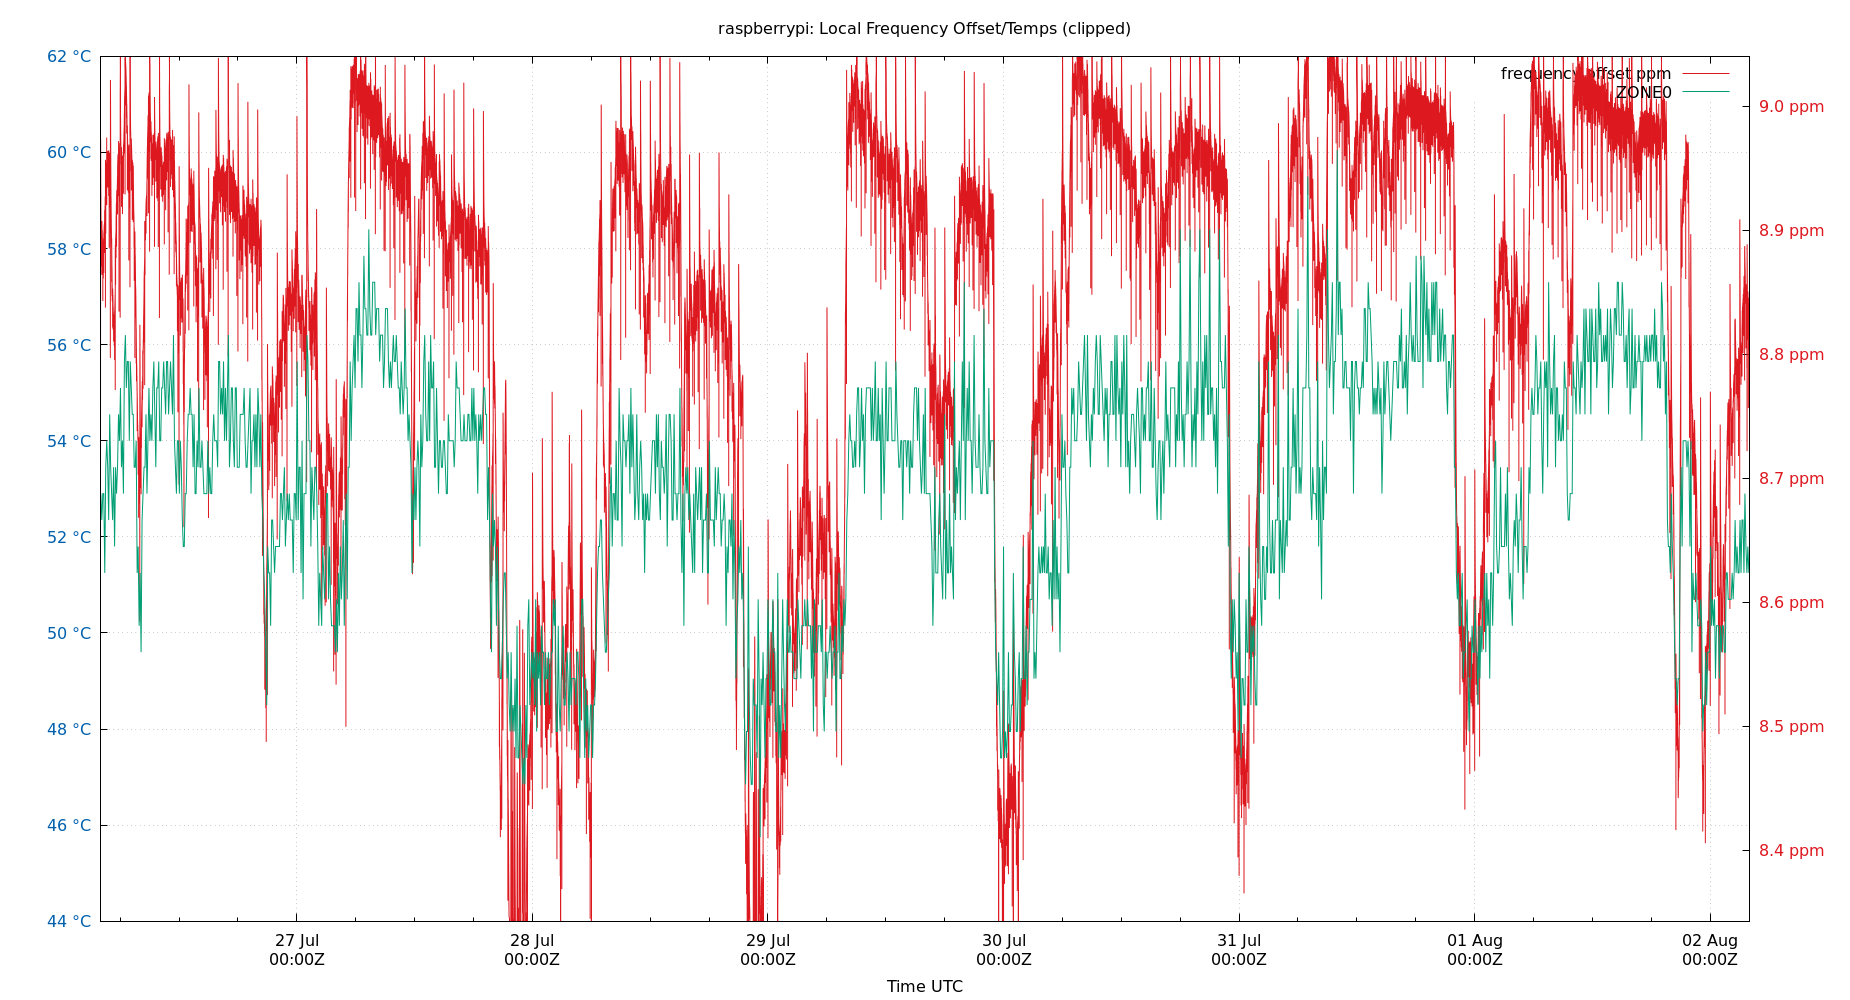 raspberrypi: Local Frequency Offset/Temps (clipped)
62 °C
60 °C
58 °C
56 °C
54 °C
52 °C
50 °C
48 °C
46 °C
44 °C
frequency offset ppm
ZONE0
9.0 ppm
8.9 ppm
8.8 ppm
8.7 ppm
8.6 ppm
8.5 ppm
8.4 ppm
27 Jul
00:00Z
28 Jul
00:00Z
29 Jul
00:00Z
30 Jul
00:00Z
31 Jul
00:00Z
01 Aug
00:00Z
02 Aug
00:00Z
Time UTC